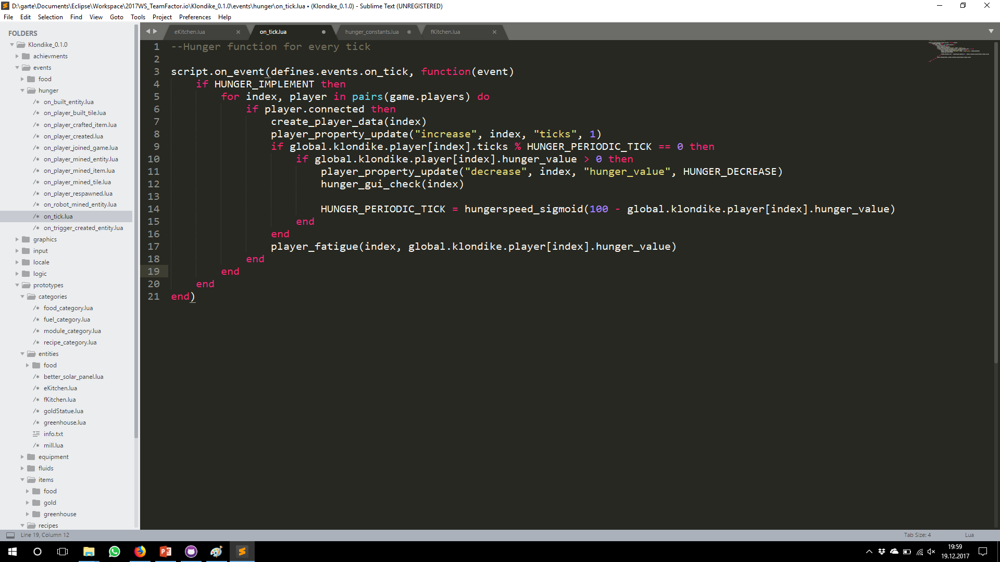 D:\garte\Documents\Eclipse\Workspace\2017WS_TeamFactor.io\Klondike_0.1.0\events\hunger\on_tick.lua • (Klondike_0.1.0) - Sublime Text (UNREGISTERED)
File Edit Selection Find View Goto Tools Project Preferences Help
FOLDERS
Klondike_0.1.0
achievments
events
food
hunger
on_built_entity.lua
on_player_built_tile.lua
on_player_crafted_item.lua
on_player_created.lua
on_player_joined_game.lua
on_player_mined_entity.lua
on_player_mined_item.lua
on_player_mined_tile.lua
on_player_respawned.lua
on_robot_mined_entity.lua
on_tick.lua
on_trigger_created_entity.lua
graphics
input
locale
logic
prototypes
categories
food_category.lua
fuel_category.lua
module_category.lua
recipe_category.lua
entities
food
better_solar_panel.lua
eKitchen.lua
fKitchen.lua
goldStatue.lua
greenhouse.lua
info.txt
mill.lua
equipment
fluids
items
food
gold
greenhouse
recipes
eKitchen.lua on_tick.lua hunger_constants.lua fKitchen.lua
1 --Hunger function for every tick
2
3 script.on_event(defines.events.on_tick, function(event)
4 if HUNGER_IMPLEMENT then
5 for index, player in pairs(game.players) do
6 if player.connected then
7 create_player_data(index)
8 player_property_update("increase", index, "ticks", 1)
9 if global.klondike.player[index].ticks % HUNGER_PERIODIC_TICK == 0 then
10 if global.klondike.player[index].hunger_value > 0 then
11 player_property_update("decrease", index, "hunger_value", HUNGER_DECREASE)
12 hunger_gui_check(index)
13
14 HUNGER_PERIODIC_TICK = hungerspeed_sigmoid(100 - global.klondike.player[index].hunger_value)
15 end
16 end
17 player_fatigue(index, global.klondike.player[index].hunger_value)
18 end
19 end
20 end
21 end)
Line 19, Column 12
Tab Size: 4
Lua
19:59
19.12.2017